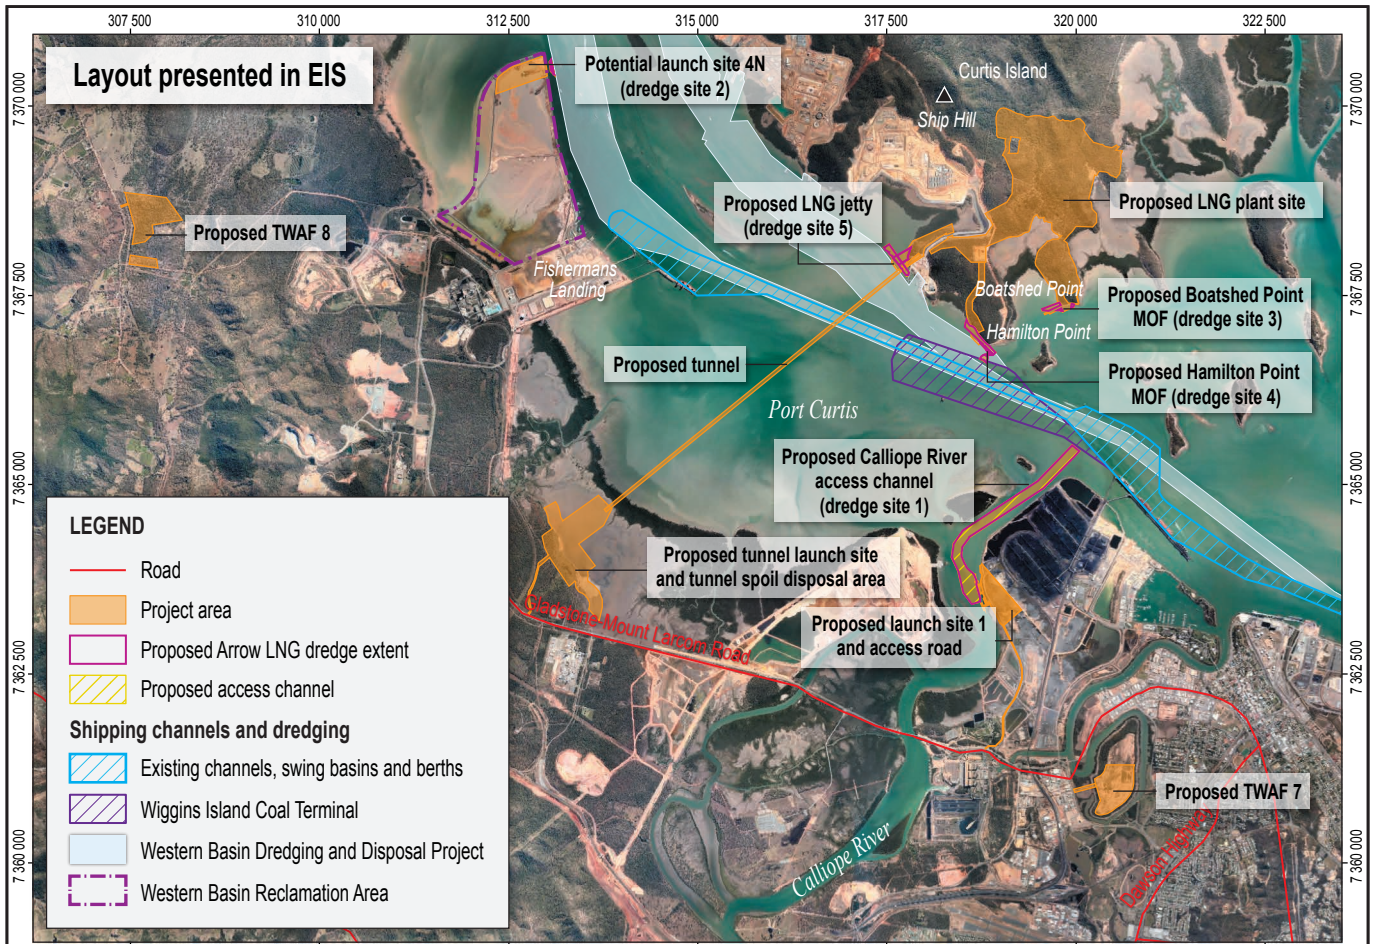 307 500
310 000
312 500
315 000
317 500
320 000
322 500
7 370 000
7 367 500
7 365 000
7 362 500
7 360 000
7 370 000
7 367 500
7 365 000
7 362 500
7 360 000
Layout presented in EIS
Potential launch site 4N
(dredge site 2)
Curtis Island
Ship Hill
Proposed LNG jetty
(dredge site 5)
Proposed LNG plant site
Proposed TWAF 8
Fishermans
Landing
Boatshed Point
Proposed Boatshed Point
MOF (dredge site 3)
Hamilton Point
Proposed tunnel
Proposed Hamilton Point
MOF (dredge site 4)
Port Curtis
Proposed Calliope River
access channel
(dredge site 1)
Proposed tunnel launch site
and tunnel spoil disposal area
Gladstone-Mount Larcom Road
Proposed launch site 1
and access road
Proposed TWAF 7
Calliope River
Dawson Highway
LEGEND
Road
Project area
Proposed Arrow LNG dredge extent
Proposed access channel
Shipping channels and dredging
Existing channels, swing basins and berths
Wiggins Island Coal Terminal
Western Basin Dredging and Disposal Project
Western Basin Reclamation Area